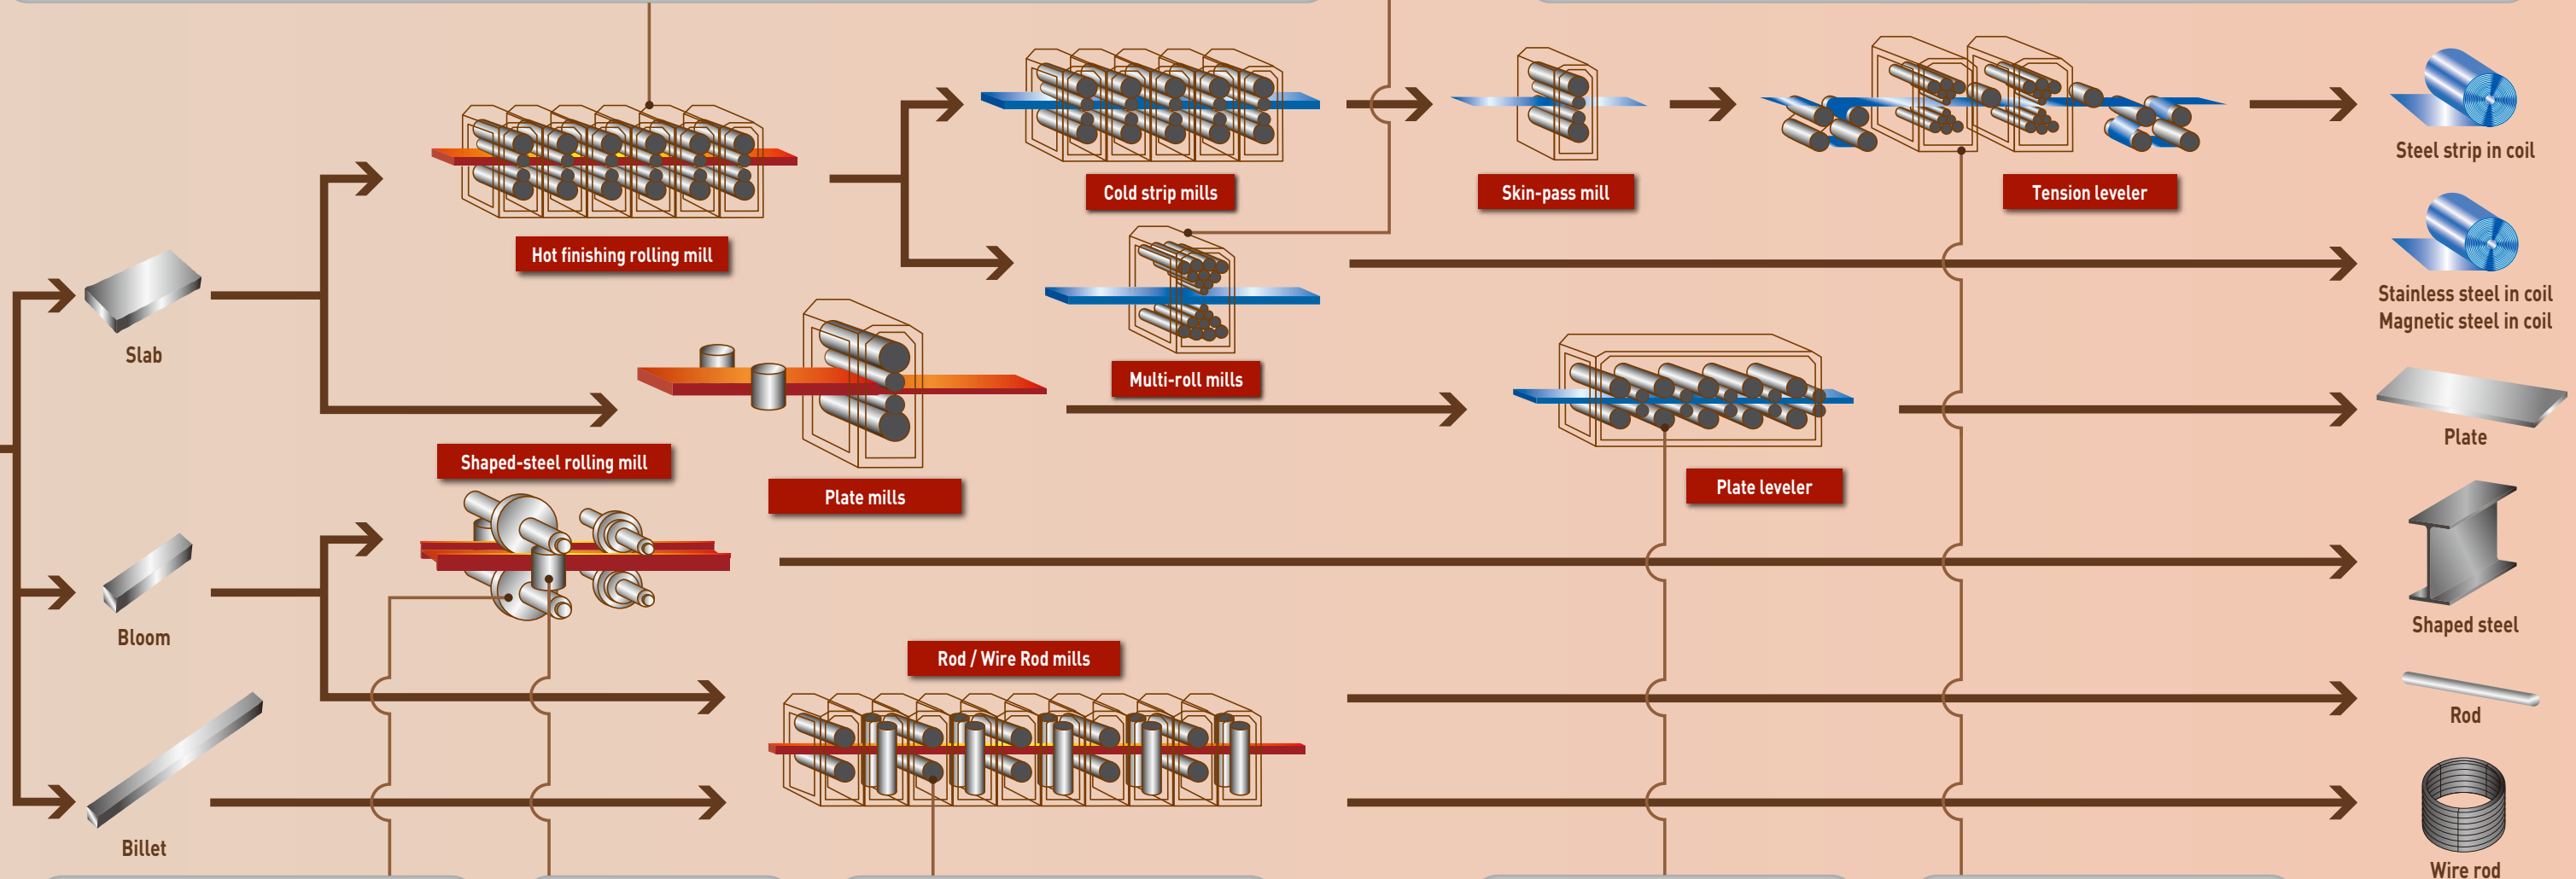 Cold strip mills
Skin-pass mill
Tension leveler
Steel strip in coil
Hot finishing rolling mill
Slab
Multi-roll mills
Stainless steel in coil
Magnetic steel in coil
Plate
Shaped-steel rolling mill
Plate mills
Plate leveler
Bloom
Shaped steel
Rod / Wire Rod mills
Rod
Billet
Wire rod